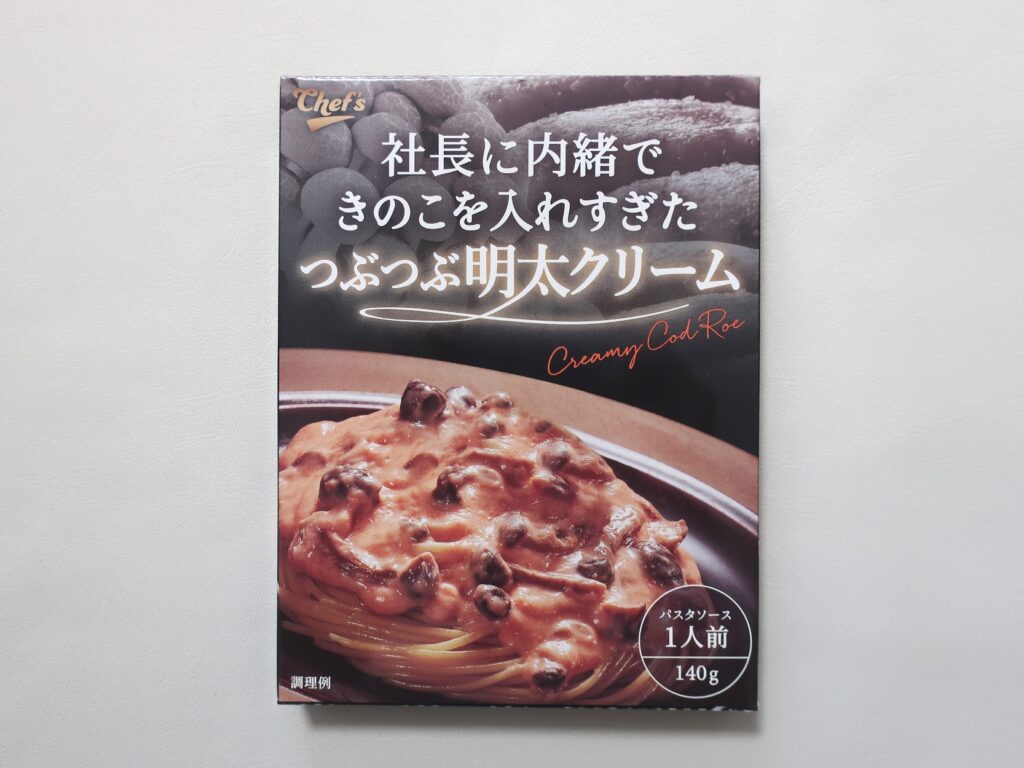 Chef's
社長に内緒で
きのこを入れすぎた
つぶつぶ明太クリーム
Creamy Cod Roe
パスタソース
1人前
140g
調理例